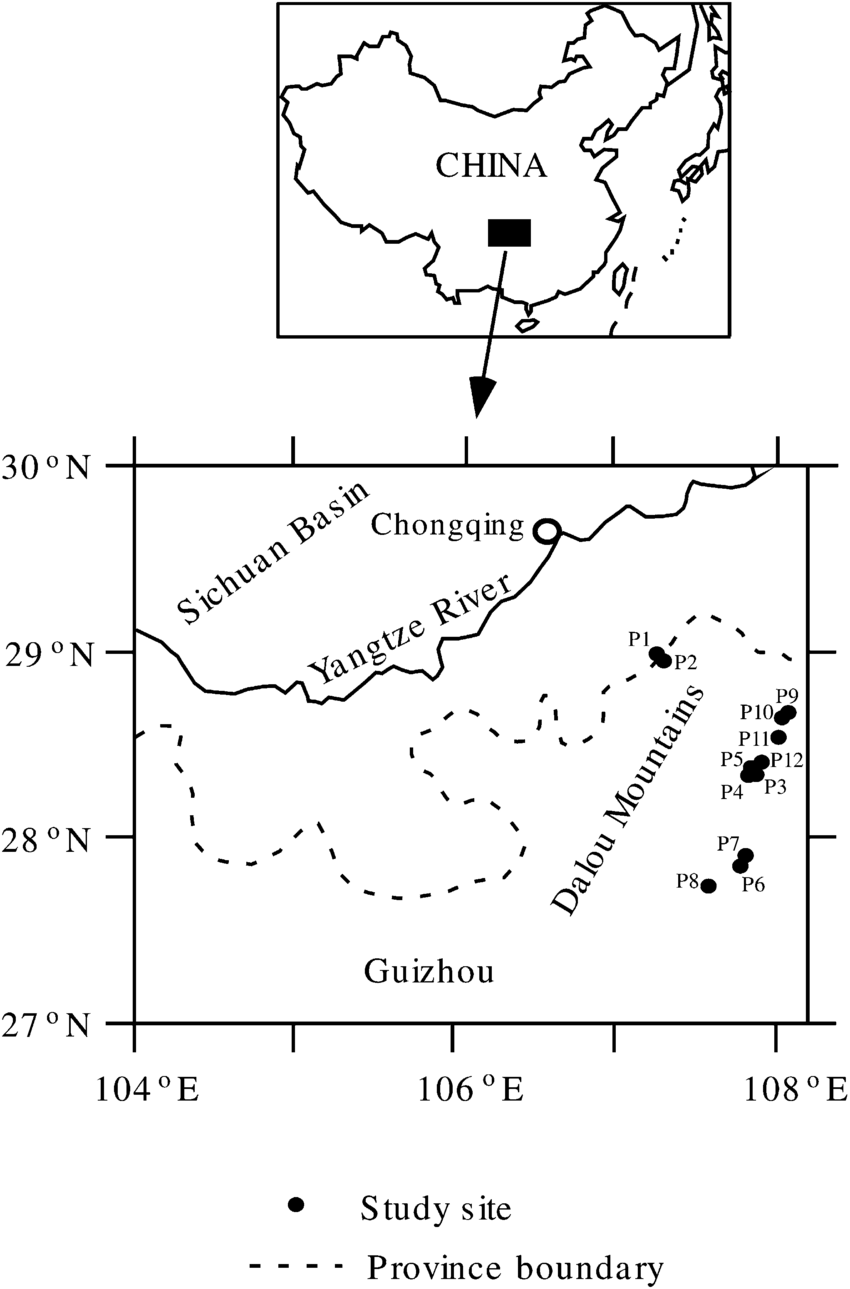 CHINA
30°N
Sichuan Basin
Chongqing
Yangtze River
29°N
P1
P2
P9
P10
P11
P5
P12
P4
P3
Dalou Mountains
28°N
P7
P8
P6
Guizhou
27°N
104°E
106°E
108°E
Study site
Province boundary